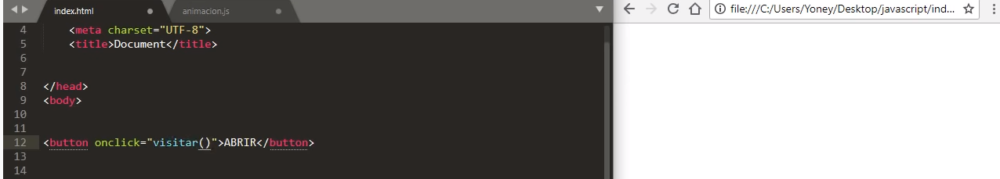 index.html
animacion.js
file:///C:/Users/Yoney/Desktop/javascript/ind...
4 <meta charset="UTF-8">
5 <title>Document</title>
6
7
8 </head>
9 <body>
10
11
12 <button onclick="visitar()">ABRIR</button>
13
14